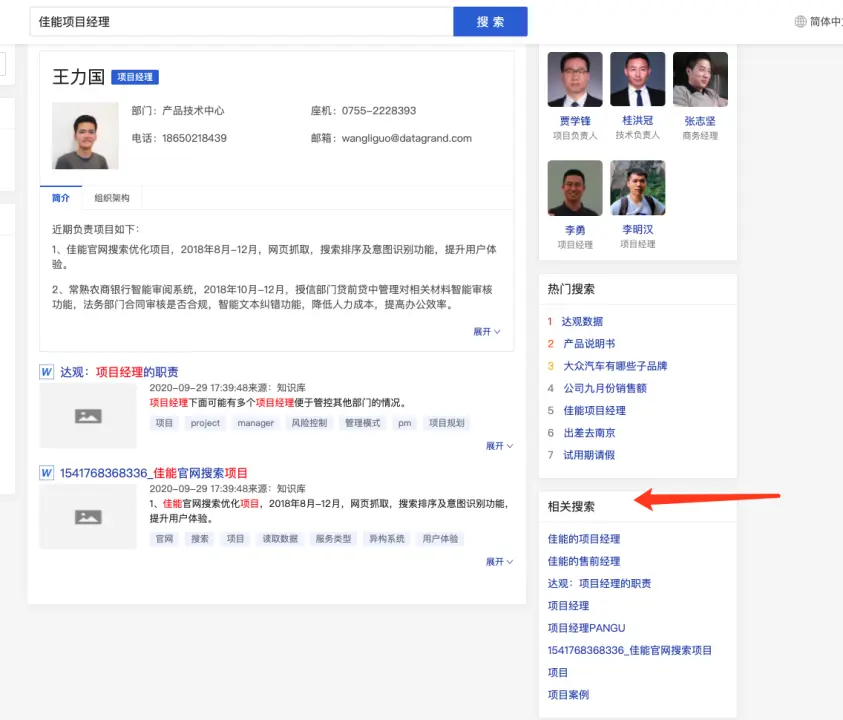 佳能项目经理
搜 索
简体中
王力国 项目经理
部门：产品技术中心
座机：0755-2228393
电话：18650218439
邮箱：wangliguo@datagrand.com
简介
组织架构
近期负责项目如下：
1、佳能官网搜索优化项目，2018年8月-12月，网页抓取，搜索排序及意图识别功能，提升用户体
验。
2、常熟农商银行智能审阅系统，2018年10月-12月，授信部门贷前贷中管理对相关材料智能审核
功能，法务部门合同审核是否合规，智能文本纠错功能，降低人力成本，提高办公效率。
展开
W 达观：项目经理的职责
2020-09-29 17:39:48来源：知识库
项目经理下面可能有多个项目经理便于管控其他部门的情况。
项目 project manager 风险控制 管理模式 pm 项目规划
展开
W 1541768368336_佳能官网搜索项目
2020-09-29 17:39:48来源：知识库
1、佳能官网搜索优化项目，2018年8月-12月，网页抓取，搜索排序及意图识别功能，
提升用户体验。
官网 搜索 项目 读取数据 服务类型 异构系统 用户体验
展开
贾学锋 桂洪冠 张志坚
项目负责人 技术负责人 商务经理
李勇 李明汉
项目经理 项目经理
热门搜索
1 达观数据
2 产品说明书
3 大众汽车有哪些子品牌
4 公司九月份销售额
5 佳能项目经理
6 出差去南京
7 试用期请假
相关搜索
佳能的项目经理
佳能的售前经理
达观：项目经理的职责
项目经理
项目经理PANGU
1541768368336_佳能官网搜索项目
项目
项目案例